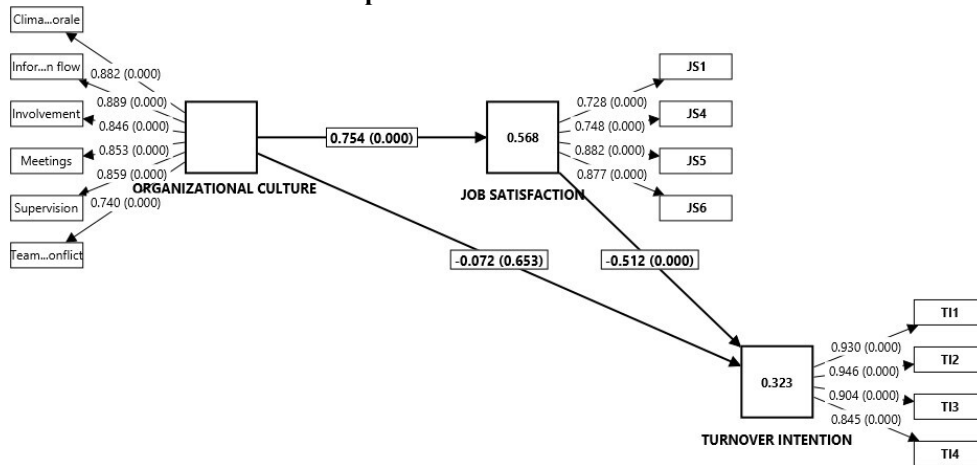 Clima...orale
Infor...n flow
Involvement
Meetings
Supervision
Team...onflict
0.882 (0.000)
0.889 (0.000)
0.846 (0.000)
0.853 (0.000)
0.859 (0.000)
0.740 (0.000)
ORGANIZATIONAL CULTURE
0.754 (0.000)
0.568
JOB SATISFACTION
0.728 (0.000)
0.748 (0.000)
0.882 (0.000)
0.877 (0.000)
JS1
JS4
JS5
JS6
-0.072 (0.653)
-0.512 (0.000)
0.323
TURNOVER INTENTION
0.930 (0.000)
0.946 (0.000)
0.904 (0.000)
0.845 (0.000)
TI1
TI2
TI3
TI4